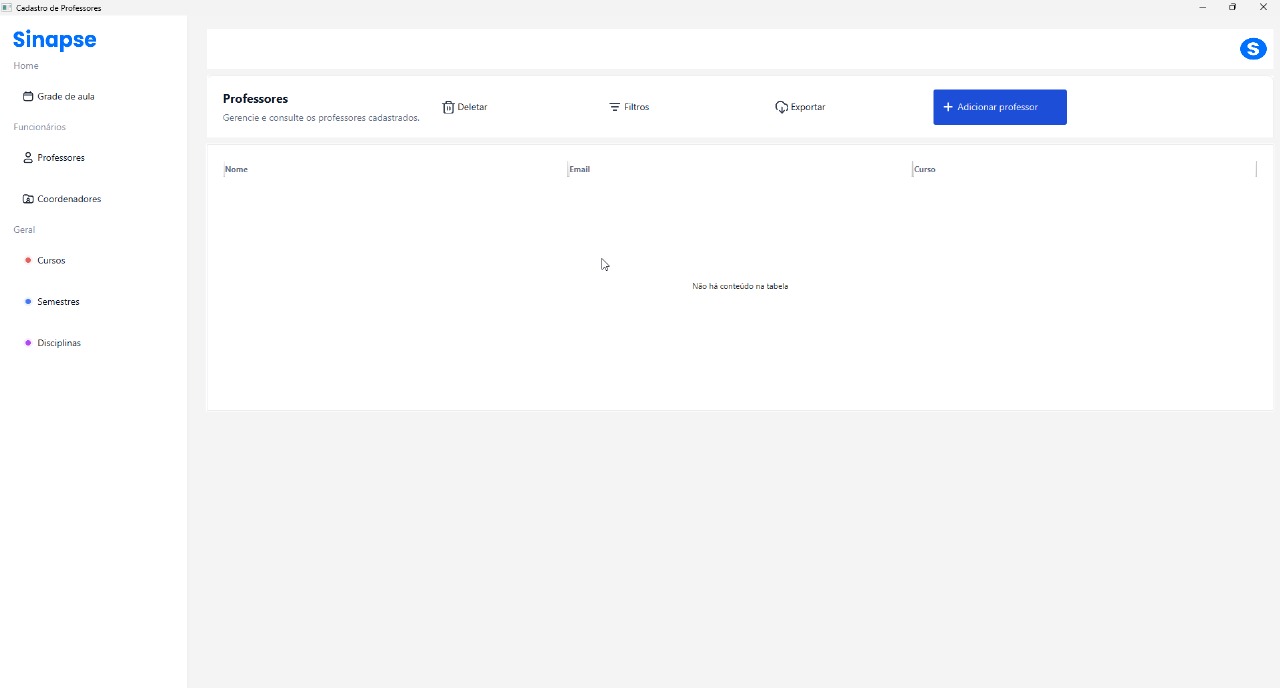 Cadastro de Professores
Sinapse
Home
Grade de aula
Funcionários
Professores
Coordenadores
Geral
Cursos
Semestres
Disciplinas
S
Professores
Gerencie e consulte os professores cadastrados.
Deletar
Filtros
Exportar
Adicionar professor
Nome Email Curso
Não há conteúdo na tabela